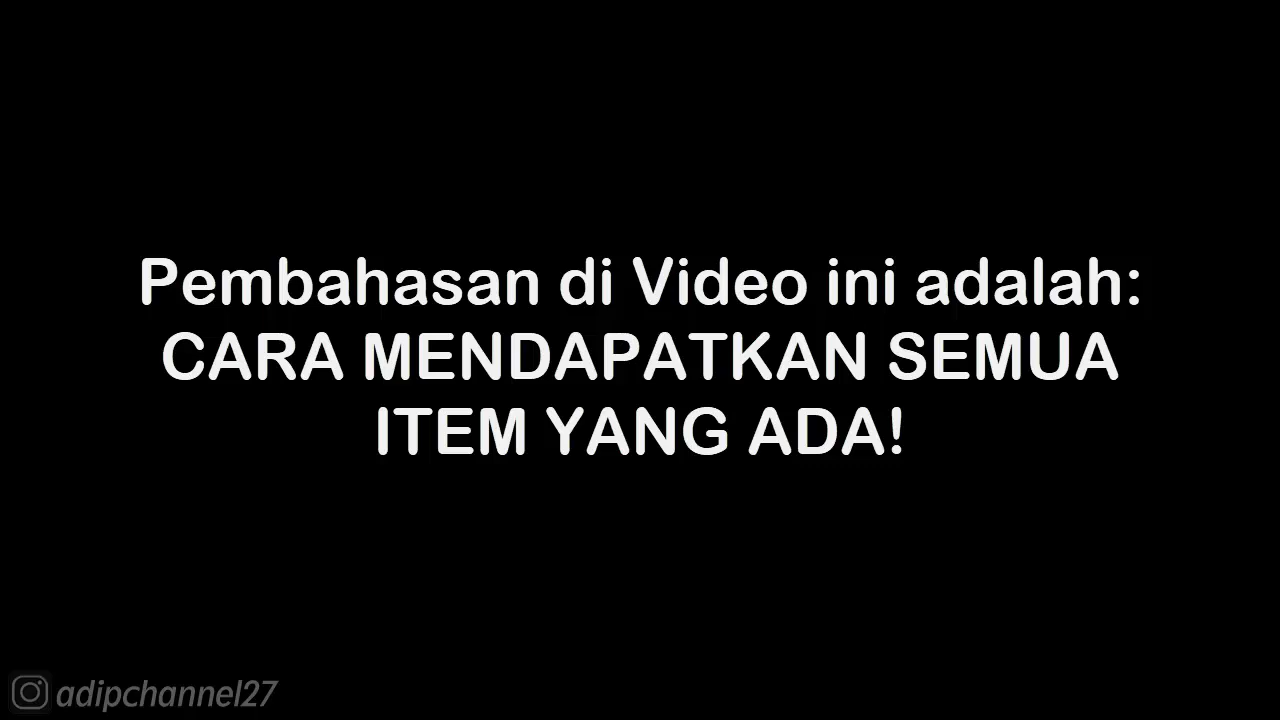 Pembahasan di Video ini adalah:
CARA MENDAPATKAN SEMUA
ITEM YANG ADA!
adipchannel27